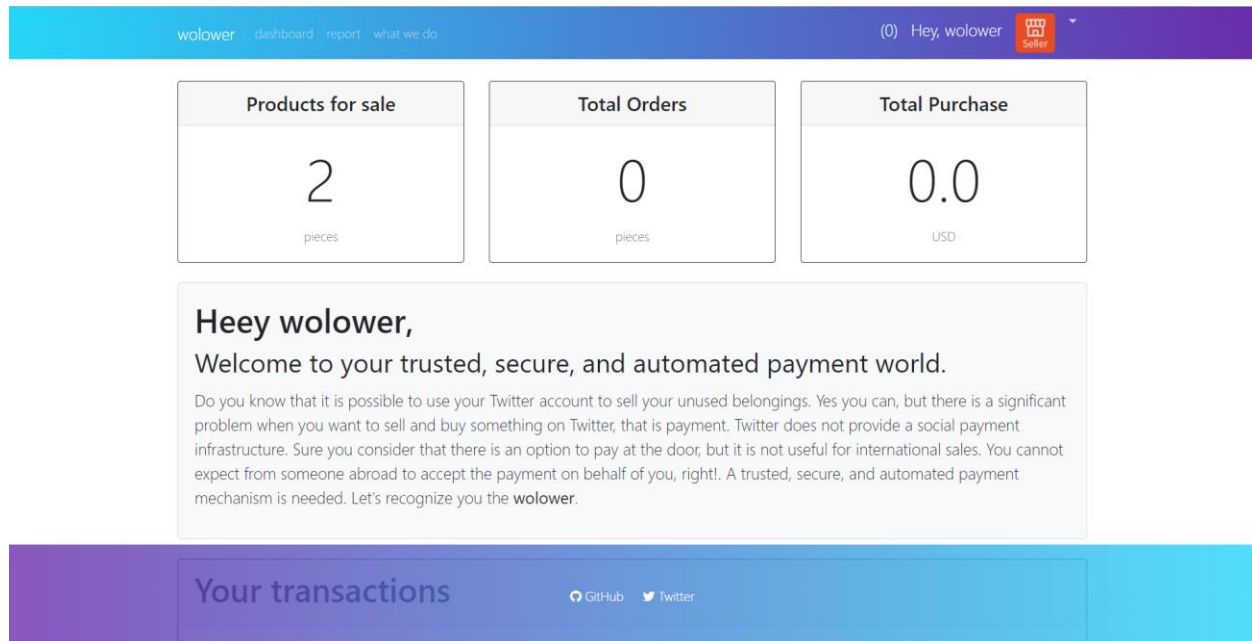 wolower dashboard report what we do (0) Hey, wolower Seller
Products for sale
2
pieces
Total Orders
0
pieces
Total Purchase
0.0
USD
Heey wolower,
Welcome to your trusted, secure, and automated payment world.
Do you know that it is possible to use your Twitter account to sell your unused belongings. Yes you can, but there is a significant
problem when you want to sell and buy something on Twitter, that is payment. Twitter does not provide a social payment
infrastructure. Sure you consider that there is an option to pay at the door, but it is not useful for international sales. You cannot
expect from someone abroad to accept the payment on behalf of you, right!. A trusted, secure, and automated payment
mechanism is needed. Let's recognize you the wolower.
Your transactions
GitHub Twitter